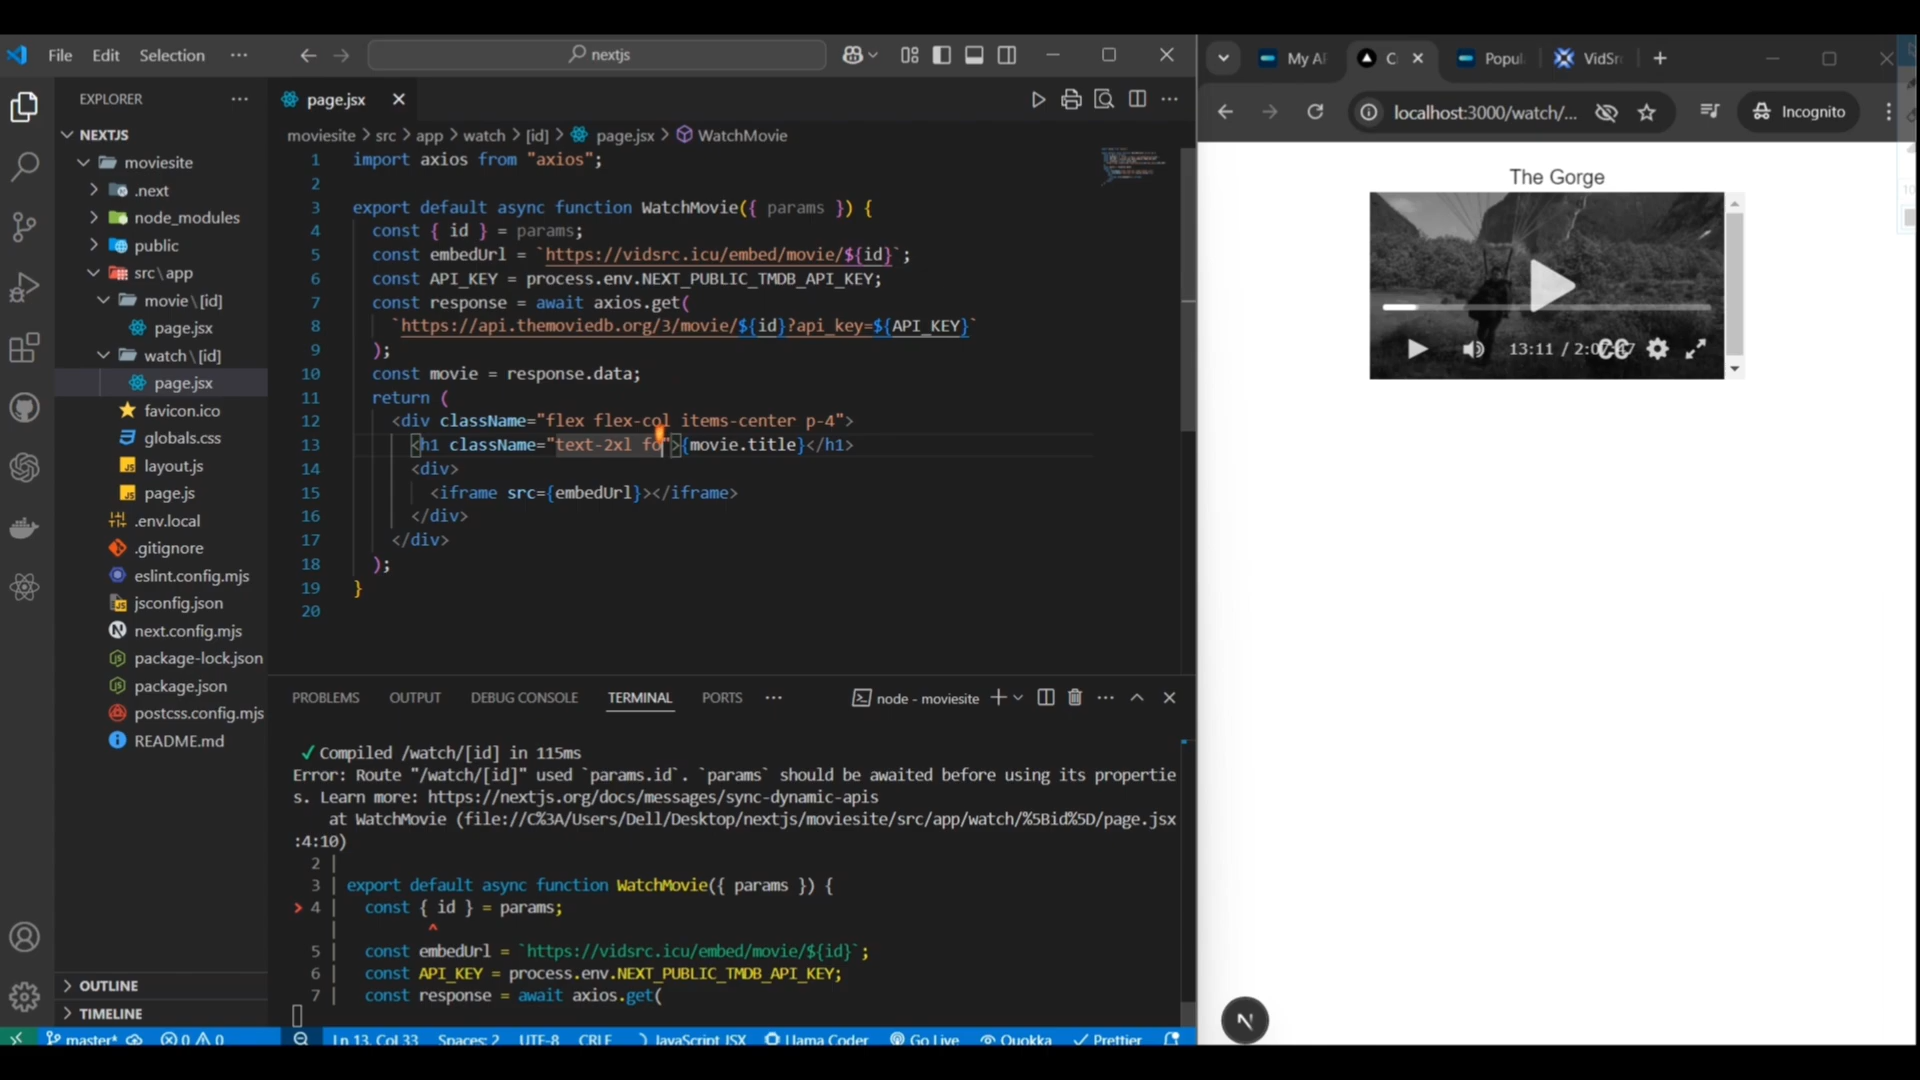 File Edit Selection ···
nextjs
EXPLORER ···
NEXTJS
moviesite
.next
node_modules
public
src\app
movie\[id]
page.jsx
watch\[id]
page.jsx
favicon.ico
globals.css
layout.js
page.js
.env.local
.gitignore
eslint.config.mjs
jsconfig.json
next.config.mjs
package-lock.json
package.json
postcss.config.mjs
README.md
OUTLINE
TIMELINE
page.jsx
moviesite > src > app > watch > [id] > page.jsx > WatchMovie
1 import axios from "axios";
2
3 export default async function WatchMovie({ params }) {
4 const { id } = params;
5 const embedUrl = `https://vidsrc.icu/embed/movie/${id}`;
6 const API_KEY = process.env.NEXT_PUBLIC_TMDB_API_KEY;
7 const response = await axios.get(
8 `https://api.themoviedb.org/3/movie/${id}?api_key=${API_KEY}`
9 );
10 const movie = response.data;
11 return (
12 <div className="flex flex-col items-center p-4">
13 <h1 className="text-2xl fo">{movie.title}</h1>
14 <div>
15 <iframe src={embedUrl}></iframe>
16 </div>
17 </div>
18 );
19 }
20
PROBLEMS OUTPUT DEBUG CONSOLE TERMINAL PORTS ···
node - moviesite
✓ Compiled /watch/[id] in 115ms
Error: Route "/watch/[id]" used `params.id`. `params` should be awaited before using its propertie
s. Learn more: https://nextjs.org/docs/messages/sync-dynamic-apis
at WatchMovie (file://C%3A/Users/Dell/Desktop/nextjs/moviesite/src/app/watch/%5Bid%5D/page.jsx
:4:10)
2 |
3 | export default async function WatchMovie({ params }) {
> 4 | const { id } = params;
| ^
5 | const embedUrl = `https://vidsrc.icu/embed/movie/${id}`;
6 | const API_KEY = process.env.NEXT_PUBLIC_TMDB_API_KEY;
7 | const response = await axios.get(
master* 0 0 Ln 13, Col 33 Spaces: 2 UTF-8 CRLF JavaScript JSX Llama Coder Go Live Quokka Prettier
My A C Popul VidSr
localhost:3000/watch/... Incognito
The Gorge
13:11 / 2:07:47
CC
N